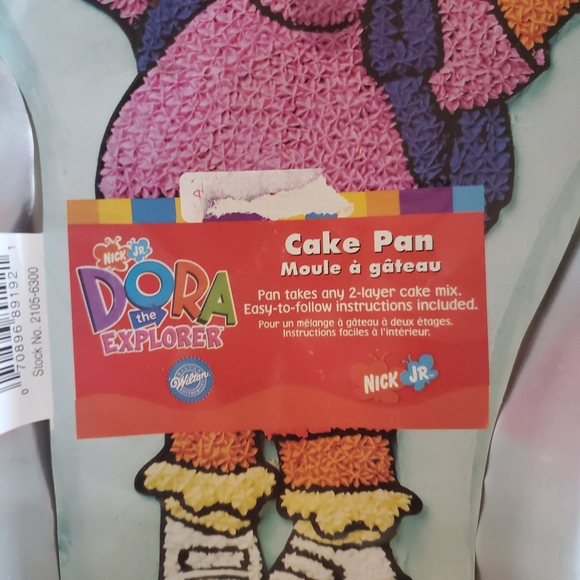 Cake Pan
Moule à gâteau
Pan takes any 2-layer cake mix.
Easy-to-follow instructions included.
Pour un mélange à gâteau à deux étages.
Instructions faciles à l'intérieur.
NICK JR.
DORA
the
EXPLORER
Wilton
NICK JR.
0 70896 89192 1
Stock No. 2105-6300